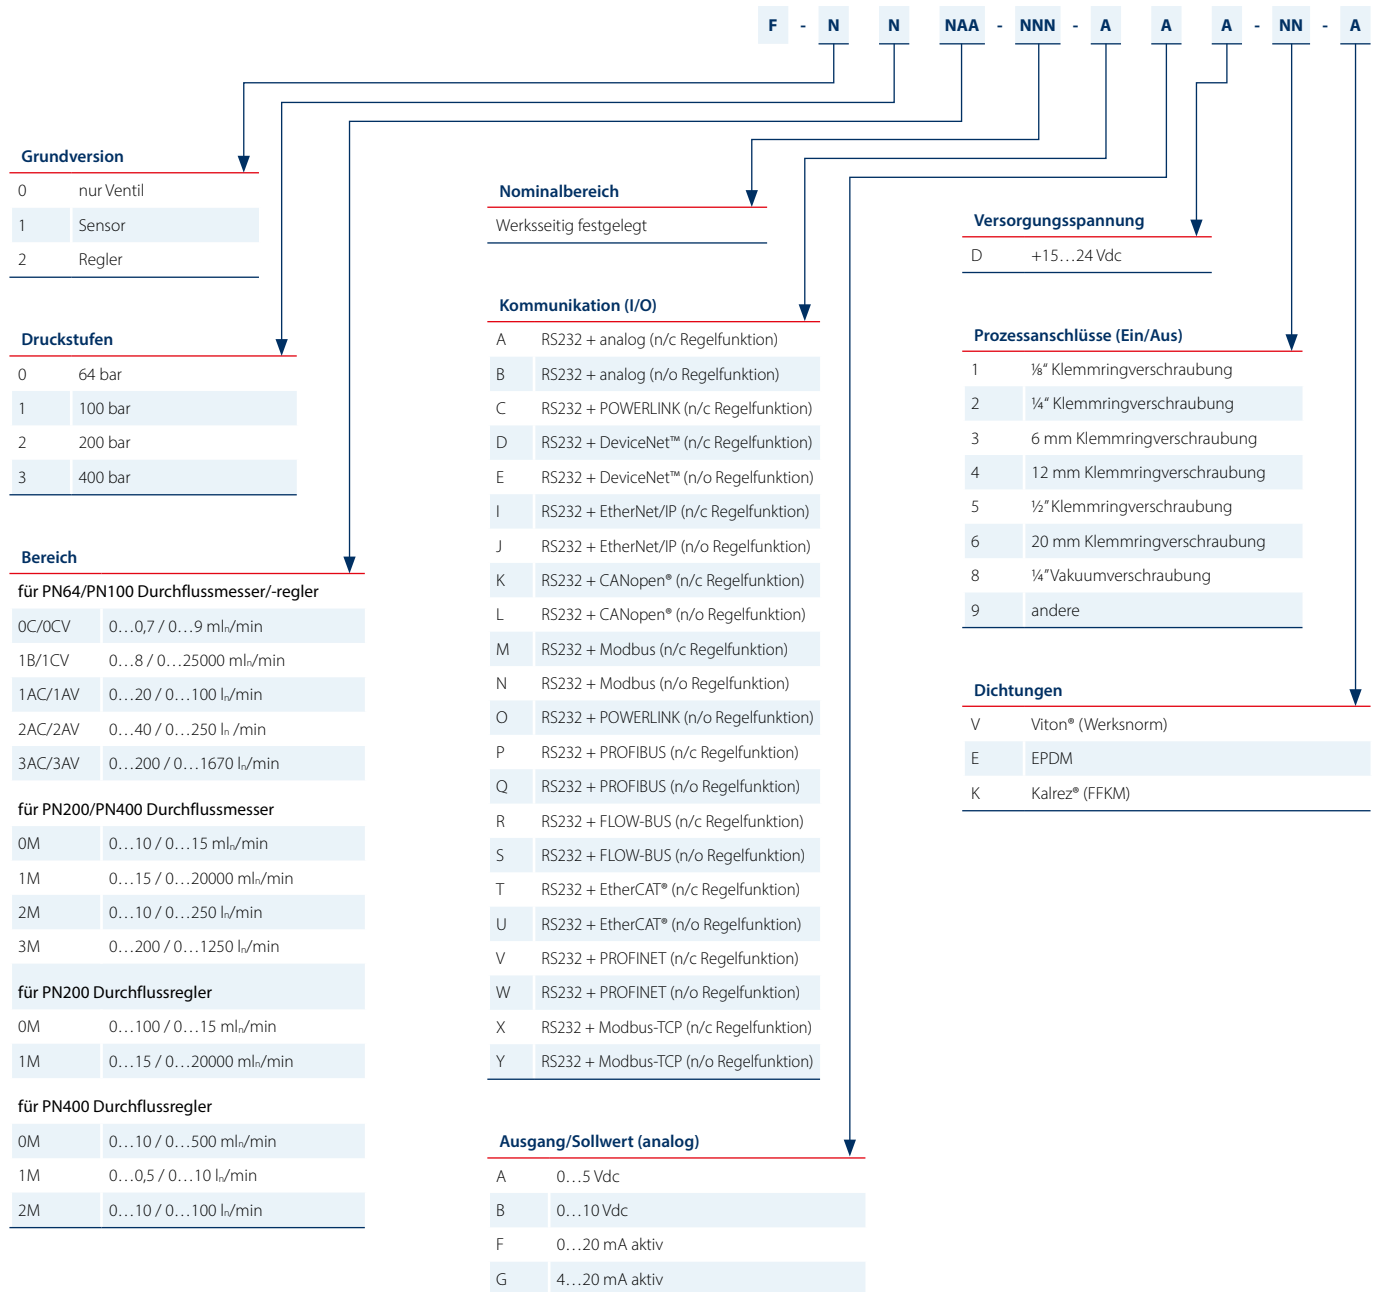 F - N N NAA - NNN - A A A - NN - A
Grundversion
0 nur Ventil
1 Sensor
2 Regler
Druckstufen
0 64 bar
1 100 bar
2 200 bar
3 400 bar
Bereich
für PN64/PN100 Durchflussmesser/-regler
0C/0CV 0…0,7 / 0…9 mlₙ/min
1B/1CV 0…8 / 0…25000 mlₙ/min
1AC/1AV 0…20 / 0…100 lₙ/min
2AC/2AV 0…40 / 0…250 lₙ /min
3AC/3AV 0…200 / 0…1670 lₙ/min
für PN200/PN400 Durchflussmesser
0M 0…10 / 0…15 mlₙ/min
1M 0…15 / 0…20000 mlₙ/min
2M 0…10 / 0…250 lₙ/min
3M 0…200 / 0…1250 lₙ/min
für PN200 Durchflussregler
0M 0…100 / 0…15 mlₙ/min
1M 0…15 / 0…20000 mlₙ/min
für PN400 Durchflussregler
0M 0…10 / 0…500 mlₙ/min
1M 0…0,5 / 0…10 lₙ/min
2M 0…10 / 0…100 lₙ/min
Nominalbereich
Werksseitig festgelegt
Kommunikation (I/O)
A RS232 + analog (n/c Regelfunktion)
B RS232 + analog (n/o Regelfunktion)
C RS232 + POWERLINK (n/c Regelfunktion)
D RS232 + DeviceNet™ (n/c Regelfunktion)
E RS232 + DeviceNet™ (n/o Regelfunktion)
I RS232 + EtherNet/IP (n/c Regelfunktion)
J RS232 + EtherNet/IP (n/o Regelfunktion)
K RS232 + CANopen® (n/c Regelfunktion)
L RS232 + CANopen® (n/o Regelfunktion)
M RS232 + Modbus (n/c Regelfunktion)
N RS232 + Modbus (n/o Regelfunktion)
O RS232 + POWERLINK (n/o Regelfunktion)
P RS232 + PROFIBUS (n/c Regelfunktion)
Q RS232 + PROFIBUS (n/o Regelfunktion)
R RS232 + FLOW-BUS (n/c Regelfunktion)
S RS232 + FLOW-BUS (n/o Regelfunktion)
T RS232 + EtherCAT® (n/c Regelfunktion)
U RS232 + EtherCAT® (n/o Regelfunktion)
V RS232 + PROFINET (n/c Regelfunktion)
W RS232 + PROFINET (n/o Regelfunktion)
X RS232 + Modbus-TCP (n/c Regelfunktion)
Y RS232 + Modbus-TCP (n/o Regelfunktion)
Ausgang/Sollwert (analog)
A 0…5 Vdc
B 0…10 Vdc
F 0…20 mA aktiv
G 4…20 mA aktiv
Versorgungsspannung
D +15…24 Vdc
Prozessanschlüsse (Ein/Aus)
1 ⅛“ Klemmringverschraubung
2 ¼“ Klemmringverschraubung
3 6 mm Klemmringverschraubung
4 12 mm Klemmringverschraubung
5 ½” Klemmringverschraubung
6 20 mm Klemmringverschraubung
8 ¼” Vakuumverschraubung
9 andere
Dichtungen
V Viton® (Werksnorm)
E EPDM
K Kalrez® (FFKM)